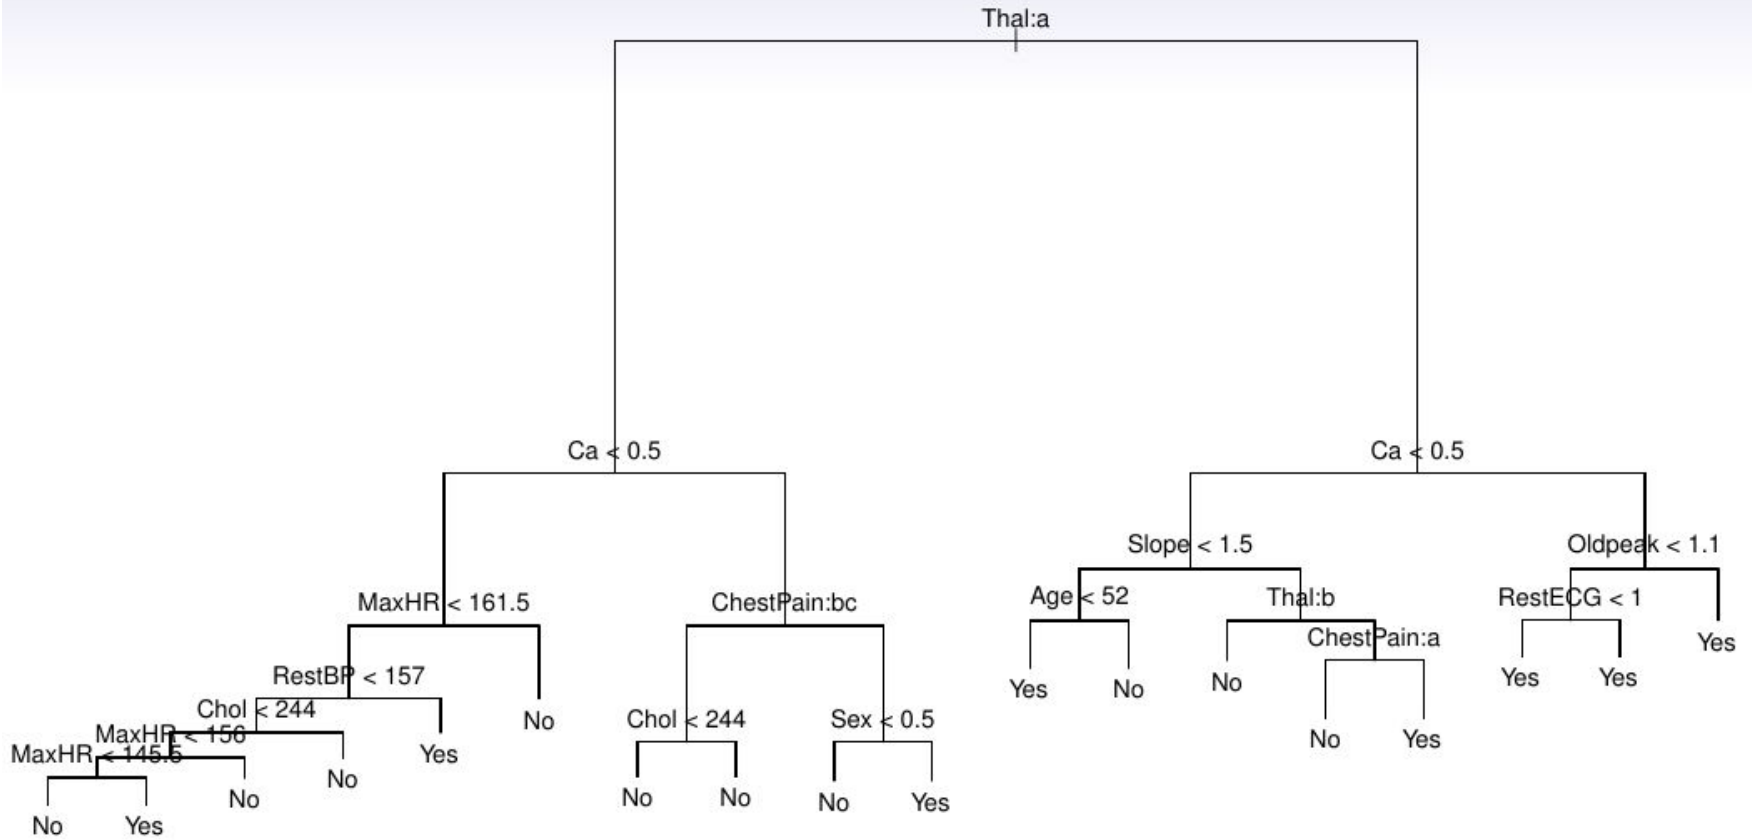 Thal:a
Ca < 0.5
Ca < 0.5
Slope < 1.5
Oldpeak < 1.1
MaxHR < 161.5
ChestPain:bc
Age < 52
Thal:b
RestECG < 1
ChestPain:a
Yes
RestBP < 157
Yes
No
No
Yes
Yes
Chol < 244
No
Chol < 244
Sex < 0.5
MaxHR < 156
No
Yes
MaxHR < 145.5
Yes
No
No
No
No
No
Yes
No
Yes